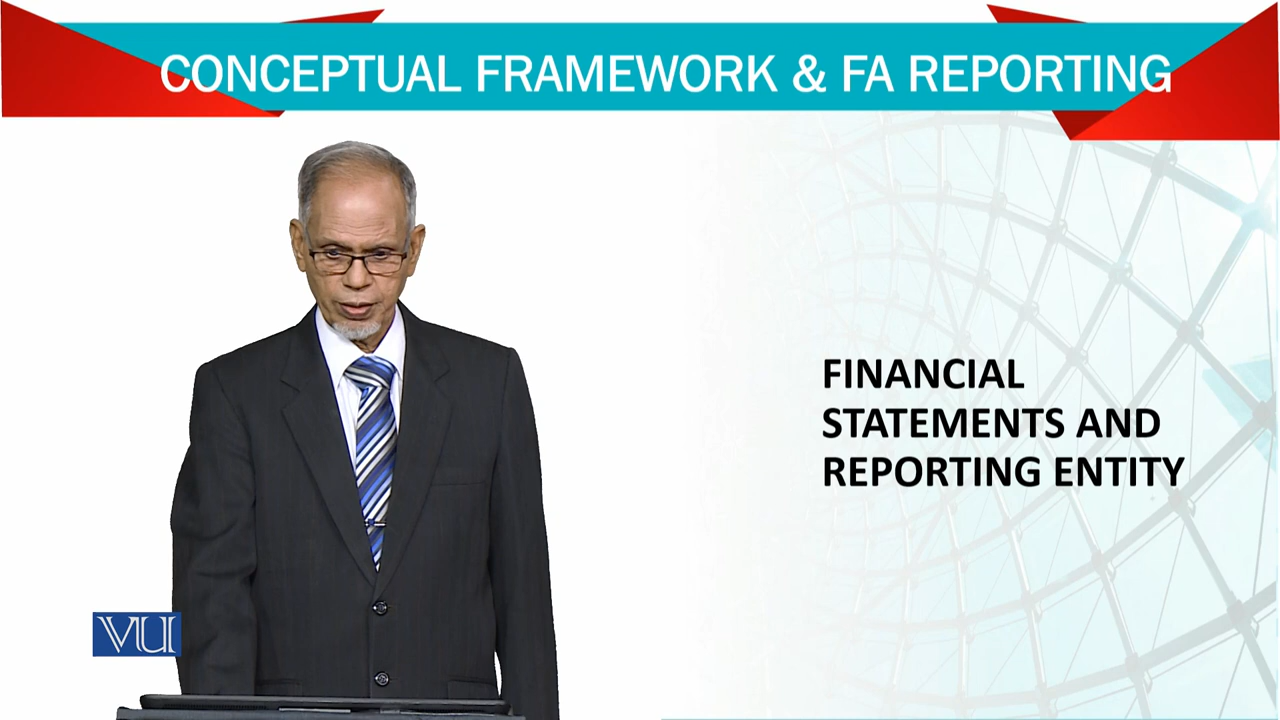 CONCEPTUAL FRAMEWORK & FA REPORTING
FINANCIAL
STATEMENTS AND
REPORTING ENTITY
VU